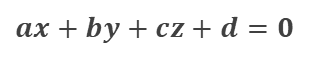 ax + by + cz + d = 0